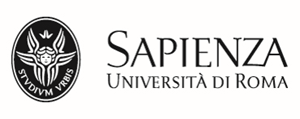 STVDIVM VRBIS
SAPIENZA
UNIVERSITÀ DI ROMA